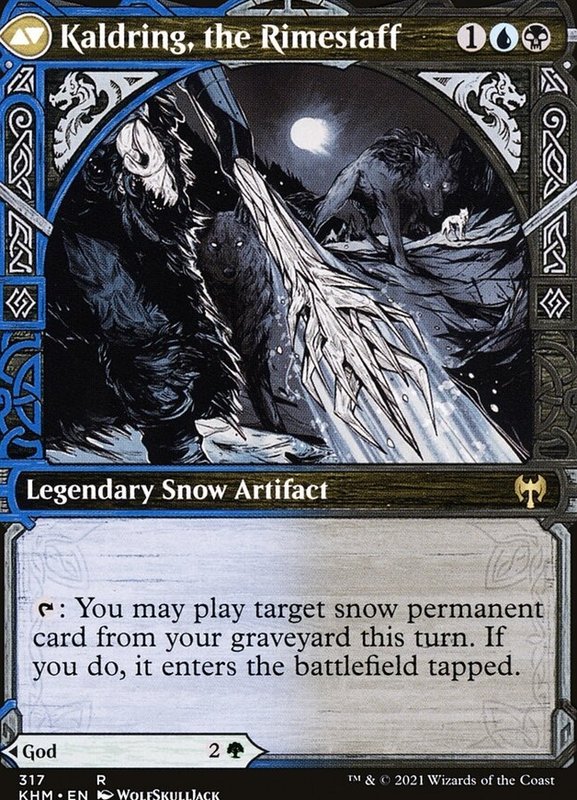 Kaldring, the Rimestaff 1
Legendary Snow Artifact
: You may play target snow permanent
card from your graveyard this turn. If
you do, it enters the battlefield tapped.
God 2
317 R
KHM • EN WOLFSKULLJACK
™ & © 2021 Wizards of the Coast